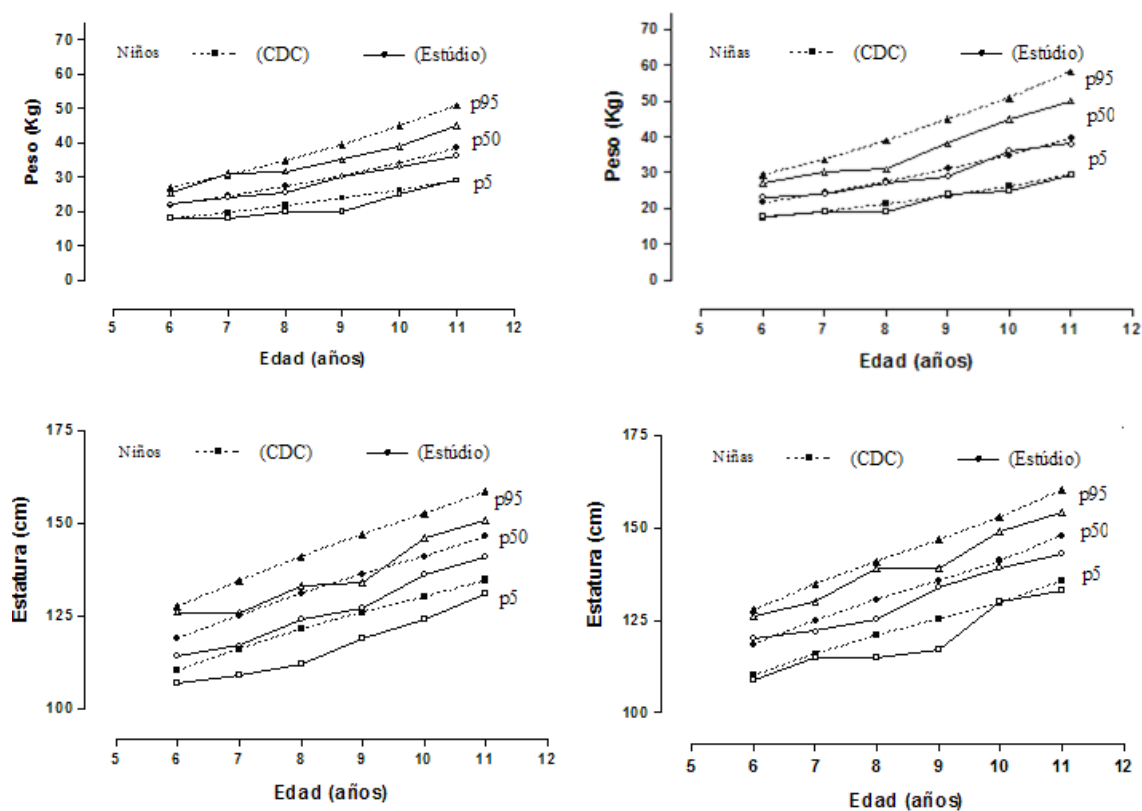 Niños (CDC) (Estúdio)
Peso (Kg)
70
60
50
40
30
20
10
0
p95
p50
p5
5 6 7 8 9 10 11 12
Edad (años)
Niñas (CDC) (Estúdio)
Peso (Kg)
70
60
50
40
30
20
10
0
p95
p50
p5
5 6 7 8 9 10 11 12
Edad (años)
Niños (CDC) (Estúdio)
Estatura (cm)
175
150
125
100
p95
p50
p5
5 6 7 8 9 10 11 12
Edad (años)
Niñas (CDC) (Estúdio)
Estatura (cm)
175
150
125
100
p95
p50
p5
5 6 7 8 9 10 11 12
Edad (años)